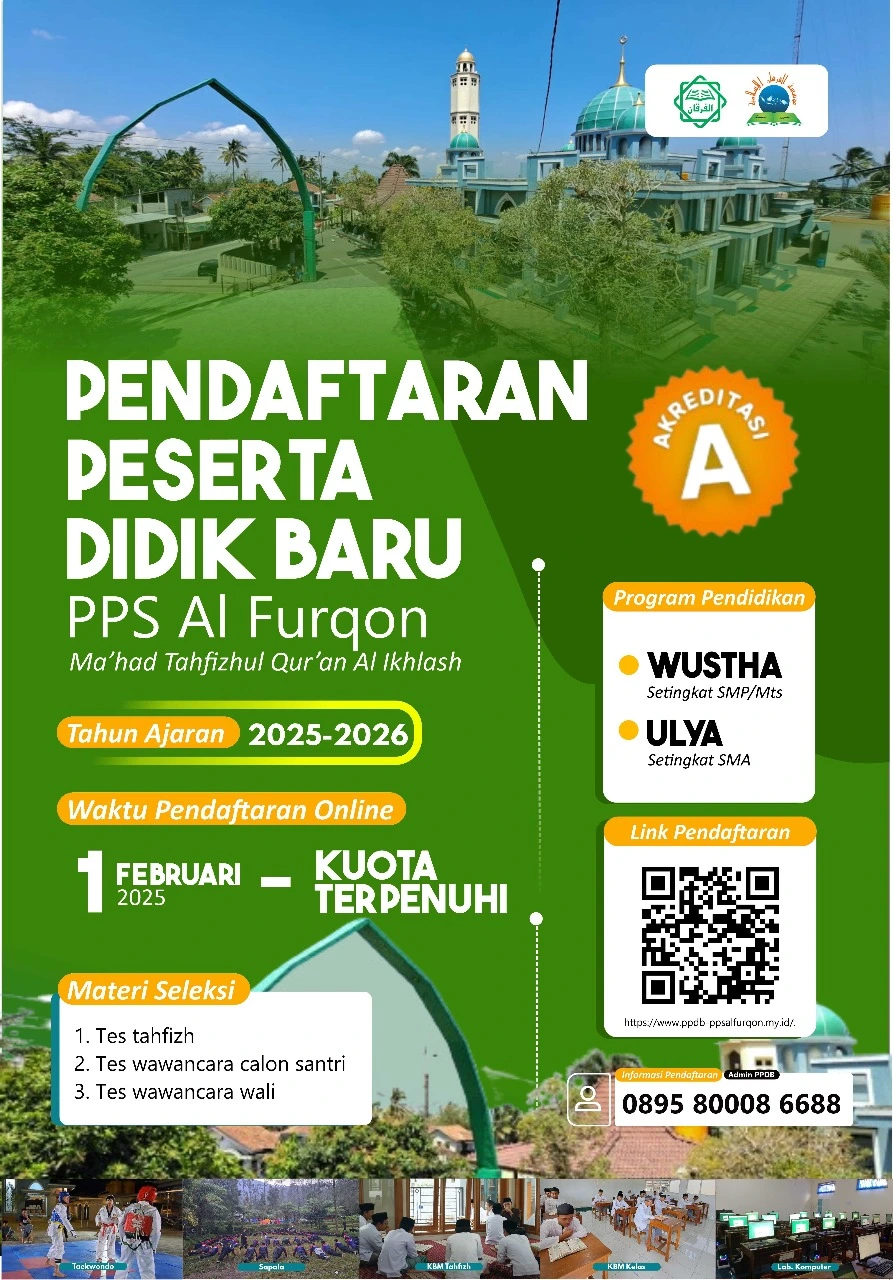 الفرقان
PENDAFTARAN
PESERTA
DIDIK BARU
PPS Al Furqon
Ma'had Tahfizhul Qur'an Al Ikhlash
AKREDITASI
A
Tahun Ajaran 2025-2026
Waktu Pendaftaran Online
1 FEBRUARI 2025 – KUOTA TERPENUHI
Program Pendidikan
WUSTHA
Setingkat SMP/Mts
ULYA
Setingkat SMA
Link Pendaftaran
https://www.ppdb-ppsalfurqon.my.id/.
Materi Seleksi
1. Tes tahfizh
2. Tes wawancara calon santri
3. Tes wawancara wali
Informasi Pendaftaran Admin PPDB
0895 80008 6688
Taekwondo
Sapala
KBM Tahfizh
KBM Kelas
Lab. Komputer